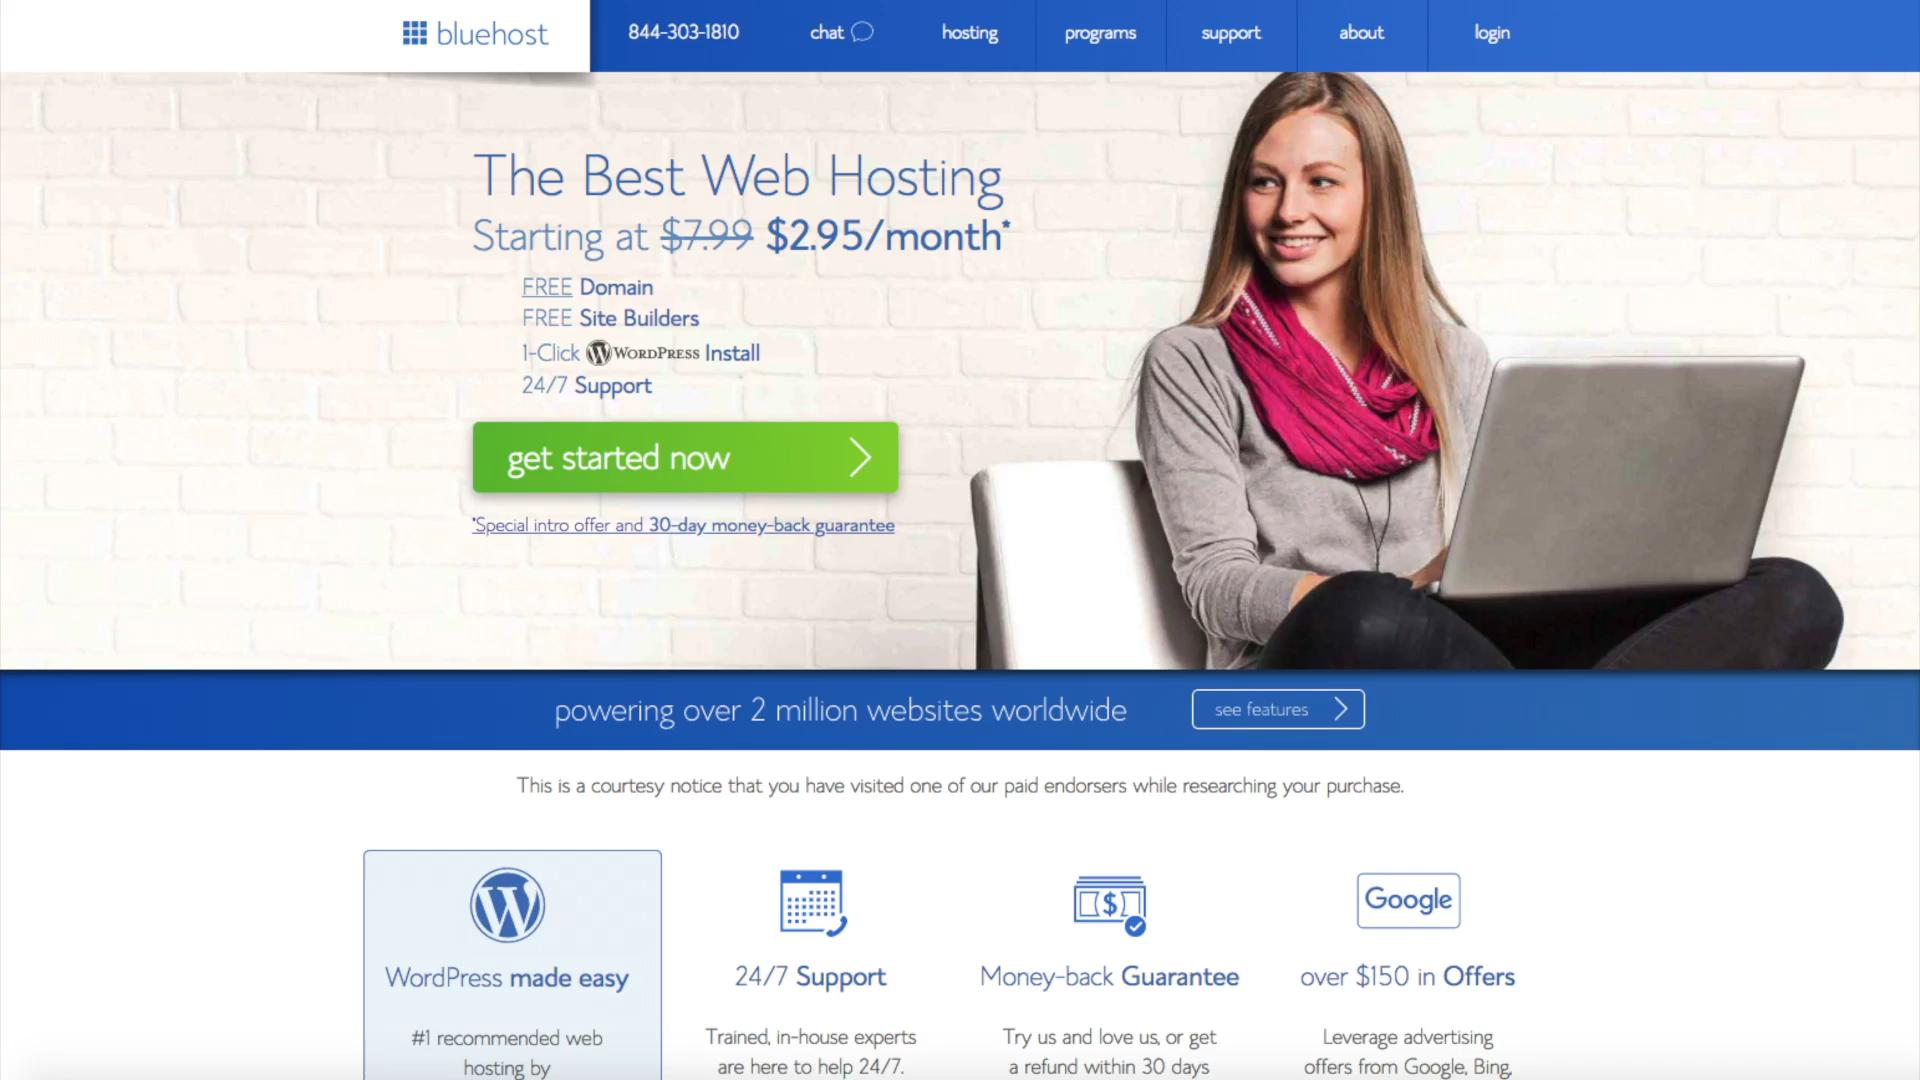 bluehost
844-303-1810
chat
hosting
programs
support
about
login
The Best Web Hosting
Starting at $7.99 $2.95/month*
FREE Domain
FREE Site Builders
1-Click WORDPRESS Install
24/7 Support
get started now
*Special intro offer and 30-day money-back guarantee
powering over 2 million websites worldwide
see features
This is a courtesy notice that you have visited one of our paid endorsers while researching your purchase.
WordPress made easy
#1 recommended web
hosting by
24/7 Support
Trained, in-house experts
are here to help 24/7.
$
Money-back Guarantee
Try us and love us, or get
a refund within 30 days
Google
over $150 in Offers
Leverage advertising
offers from Google, Bing,